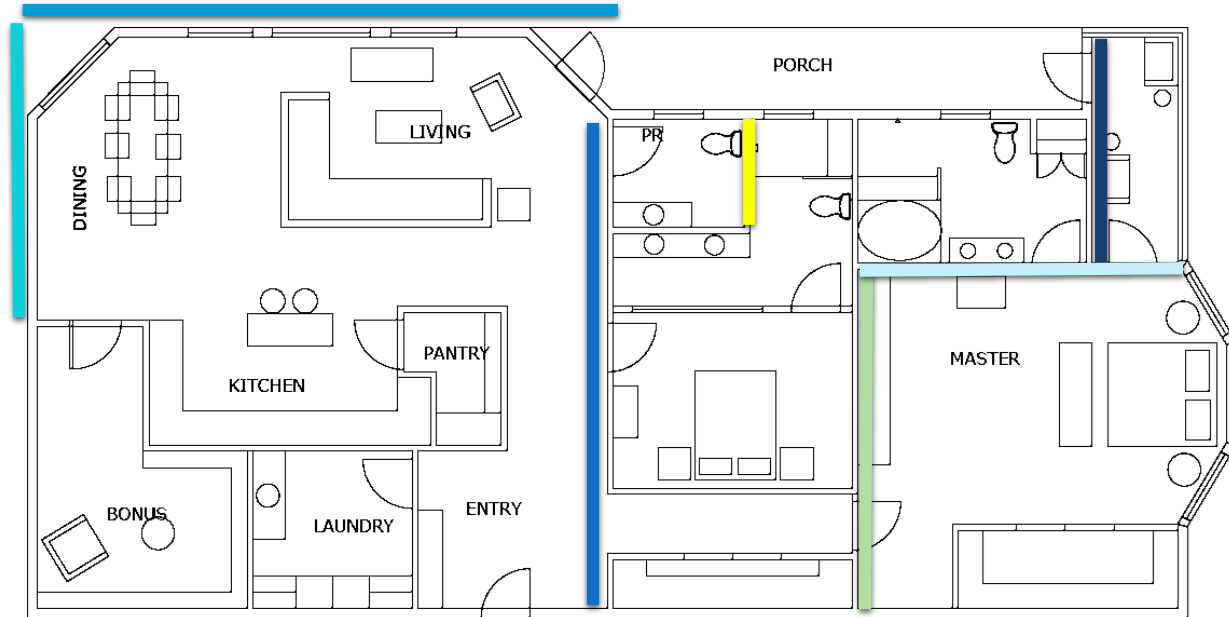 PORCH
LIVING
PR
DINING
PANTRY
MASTER
KITCHEN
BONUS
ENTRY
LAUNDRY